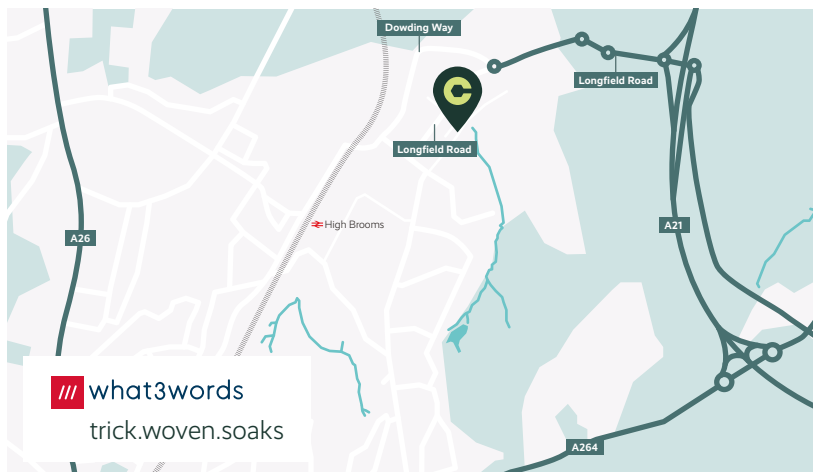 Dowding Way
Longfield Road
Longfield Road
High Brooms
A26
A21
what3words
trick.woven.soaks
A264